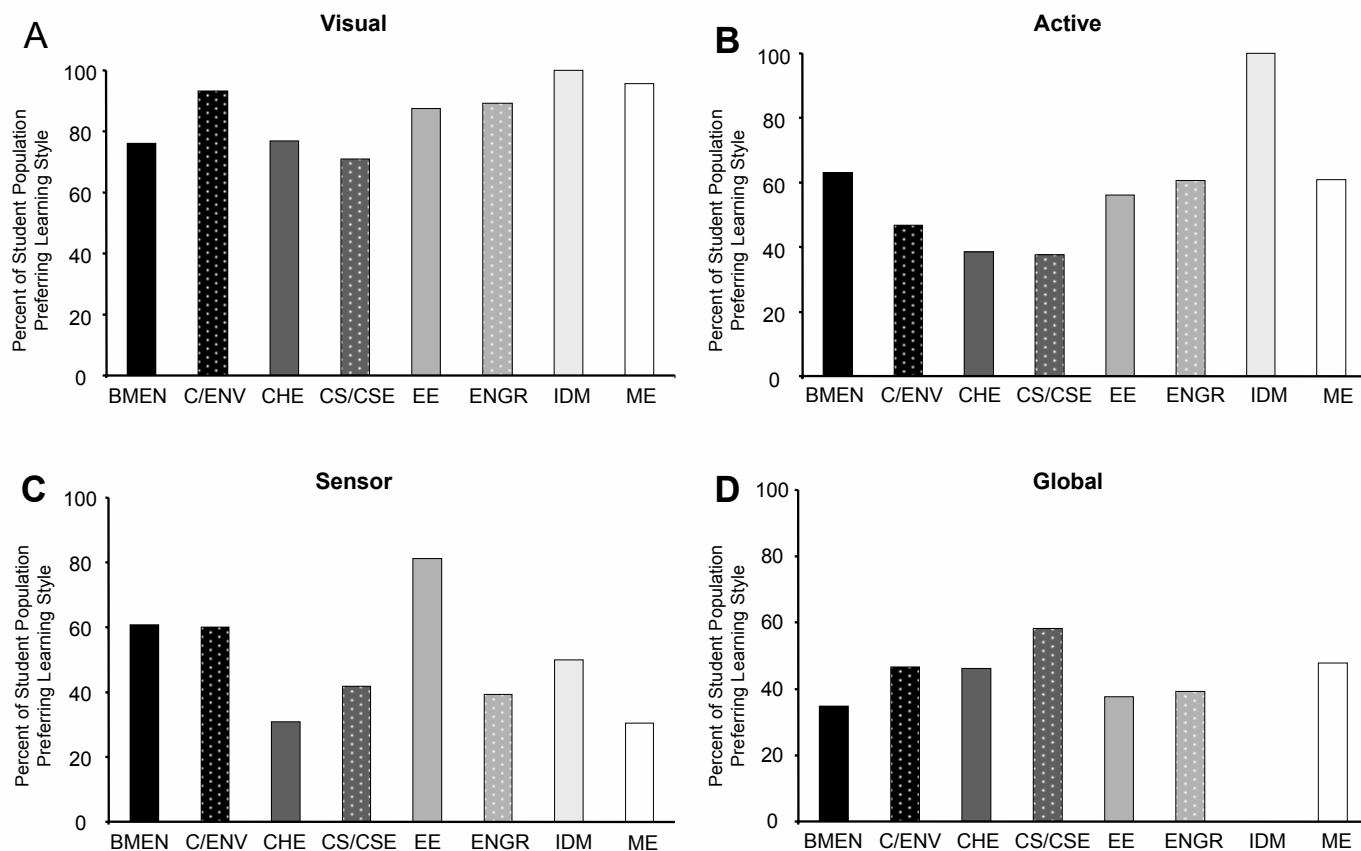 A
Visual
Percent of Student Population
Preferring Learning Style
100
80
60
40
20
0
BMEN C/ENV CHE CS/CSE EE ENGR IDM ME
B
Active
Percent of Student Population
Preferring Learning Style
100
80
60
40
20
0
BMEN C/ENV CHE CS/CSE EE ENGR IDM ME
C
Sensor
Percent of Student Population
Preferring Learning Style
100
80
60
40
20
0
BMEN C/ENV CHE CS/CSE EE ENGR IDM ME
D
Global
Percent of Student Population
Preferring Learning Style
100
80
60
40
20
0
BMEN C/ENV CHE CS/CSE EE ENGR IDM ME